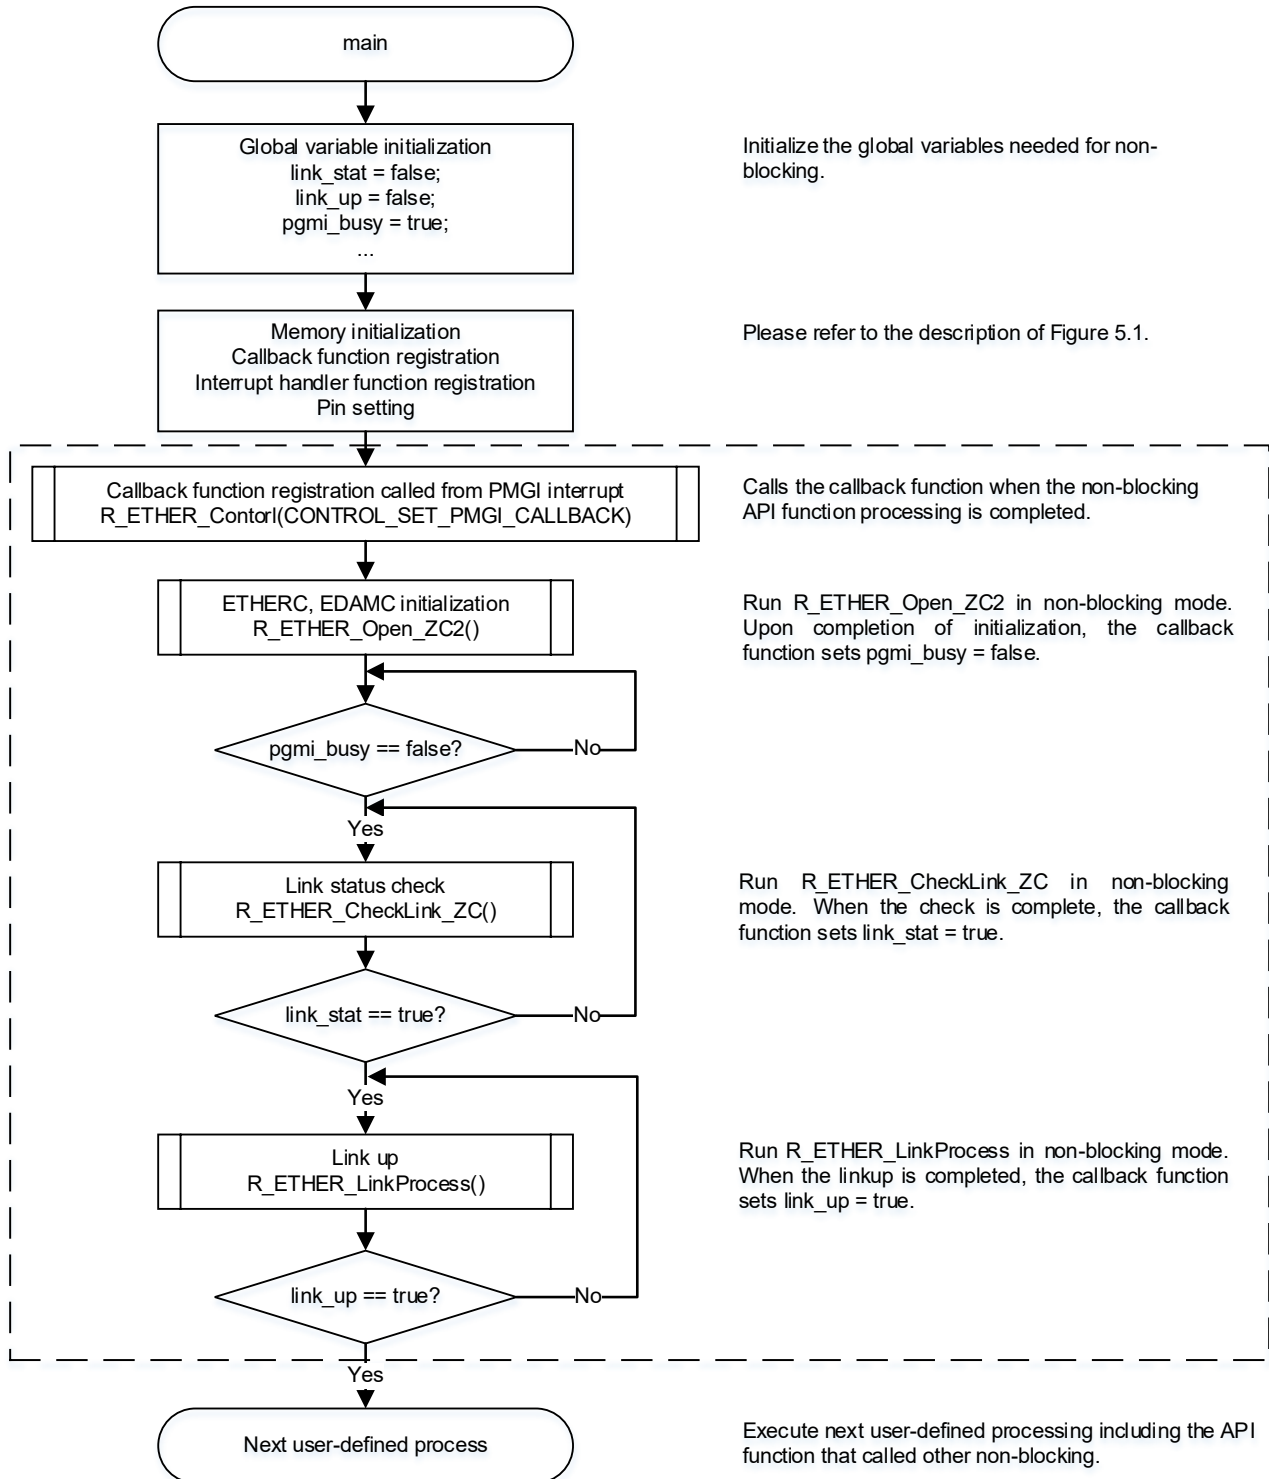 main
Global variable initialization
link_stat = false;
link_up = false;
pgmi_busy = true;
...
Initialize the global variables needed for non-
blocking.
Memory initialization
Callback function registration
Interrupt handler function registration
Pin setting
Please refer to the description of Figure 5.1.
Callback function registration called from PMGI interrupt
R_ETHER_Contorl(CONTROL_SET_PMGI_CALLBACK)
Calls the callback function when the non-blocking
API function processing is completed.
ETHERC, EDAMC initialization
R_ETHER_Open_ZC2()
Run R_ETHER_Open_ZC2 in non-blocking mode.
Upon completion of initialization, the callback
function sets pgmi_busy = false.
pgmi_busy == false?
No
Yes
Link status check
R_ETHER_CheckLink_ZC()
Run R_ETHER_CheckLink_ZC in non-blocking
mode. When the check is complete, the callback
function sets link_stat = true.
link_stat == true?
No
Yes
Link up
R_ETHER_LinkProcess()
Run R_ETHER_LinkProcess in non-blocking mode.
When the linkup is completed, the callback function
sets link_up = true.
link_up == true?
No
Yes
Next user-defined process
Execute next user-defined processing including the API
function that called other non-blocking.